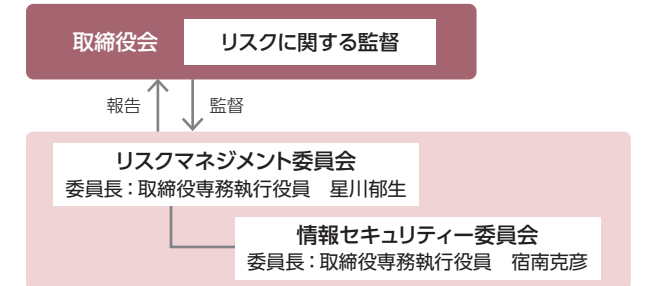 取締役会 リスクに関する監督
報告 監督
リスクマネジメント委員会
委員長：取締役専務執行役員　星川郁生
情報セキュリティー委員会
委員長：取締役専務執行役員　宿南克彦